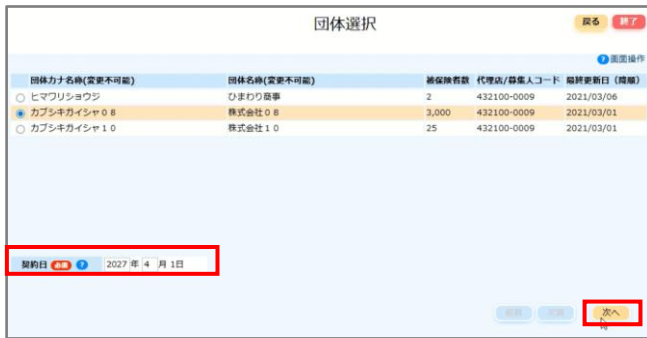 団体選択
戻る 終了
?画面操作
団体カナ名称(変更不可能) 団体名称(変更不可能) 被保険者数 代理店/募集人コード 最終更新日(降順)
ヒマワリショウジ ひまわり商事 2 432100-0009 2021/03/06
カブシキガイシャ08 株式会社08 3,000 432100-0009 2021/03/01
カブシキガイシャ10 株式会社10 25 432100-0009 2021/03/01
契約日 必須 ? 2027 年 4 月 1日
次へ